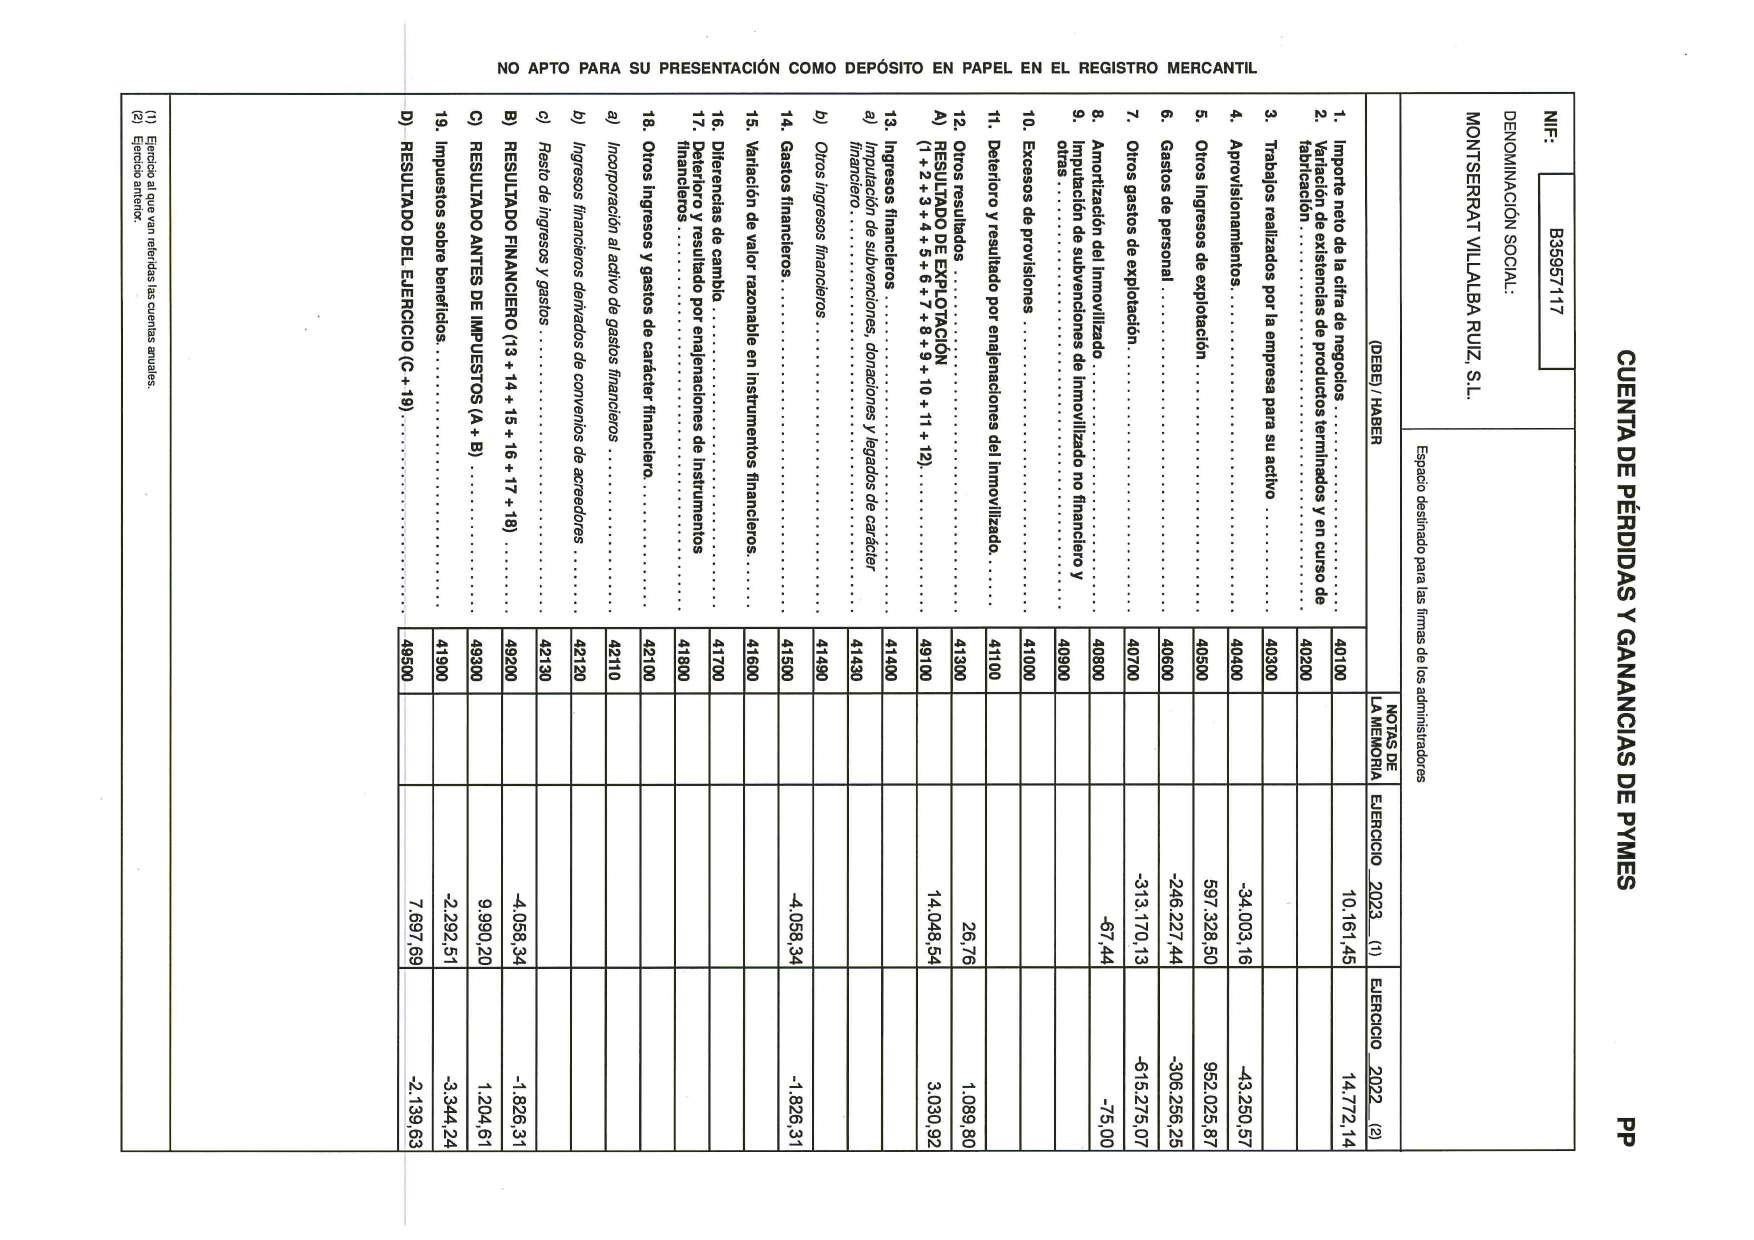 CUENTA DE PÉRDIDAS Y GANANCIAS DE PYMES PP
NIF: B35957117
DENOMINACIÓN SOCIAL:
MONTSERRAT VILLALBA RUIZ, S.L.
Espacio destinado para las firmas de los administradores
(DEBE) / HABER NOTAS DE LA MEMORIA EJERCICIO 2023 (1) EJERCICIO 2022 (2)
1. Importe neto de la cifra de negocios 40100 10.161,45 14.772,14
2. Variación de existencias de productos terminados y en curso de
fabricación 40200
3. Trabajos realizados por la empresa para su activo 40300
4. Aprovisionamientos 40400 -34.003,16 -43.250,57
5. Otros ingresos de explotación 40500 597.328,50 952.025,87
6. Gastos de personal 40600 -246.227,44 -306.256,25
7. Otros gastos de explotación 40700 -313.170,13 -615.275,07
8. Amortización del inmovilizado 40800 -67,44 -75,00
9. Imputación de subvenciones de inmovilizado no financiero y
otras 40900
10. Excesos de provisiones 41000
11. Deterioro y resultado por enajenaciones del inmovilizado 41100
12. Otros resultados 41300 26,76 1.089,80
A) RESULTADO DE EXPLOTACIÓN
(1 + 2 + 3 + 4 + 5 + 6 + 7 + 8 + 9 + 10 + 11 + 12) 49100 14.048,54 3.030,92
13. Ingresos financieros 41400
a) Imputación de subvenciones, donaciones y legados de carácter
financiero 41430
b) Otros ingresos financieros 41490
14. Gastos financieros 41500 -4.058,34 -1.826,31
15. Variación de valor razonable en instrumentos financieros 41600
16. Diferencias de cambio 41700
17. Deterioro y resultado por enajenaciones de instrumentos
financieros 41800
18. Otros ingresos y gastos de carácter financiero 42100
a) Incorporación al activo de gastos financieros 42110
b) Ingresos financieros derivados de convenios de acreedores 42120
c) Resto de ingresos y gastos 42130
B) RESULTADO FINANCIERO (13 + 14 + 15 + 16 + 17 + 18) 49200 -4.058,34 -1.826,31
C) RESULTADO ANTES DE IMPUESTOS (A + B) 49300 9.990,20 1.204,61
19. Impuestos sobre beneficios 41900 -2.292,51 -3.344,24
D) RESULTADO DEL EJERCICIO (C + 19) 49500 7.697,69 -2.139,63
(1) Ejercicio al que van referidas las cuentas anuales.
(2) Ejercicio anterior.
NO APTO PARA SU PRESENTACIÓN COMO DEPÓSITO EN PAPEL EN EL REGISTRO MERCANTIL